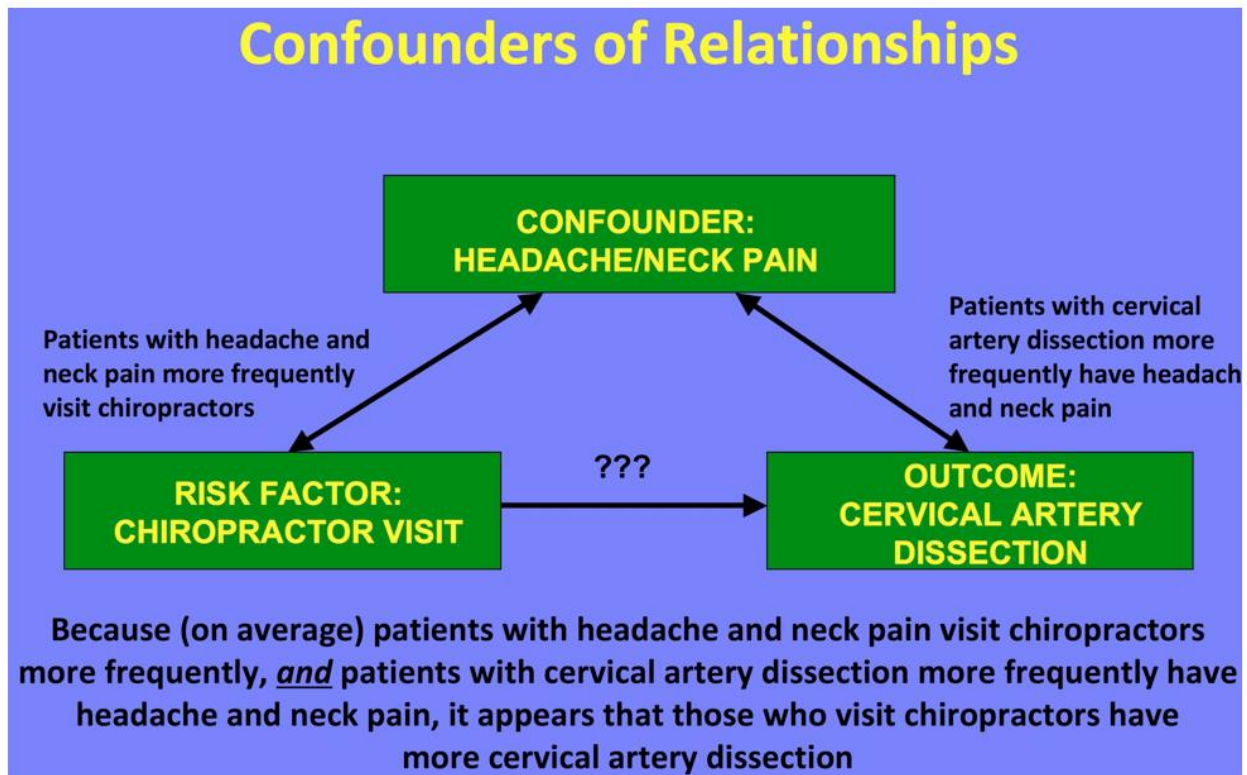 Confounders of Relationships
CONFOUNDER:
HEADACHE/NECK PAIN
Patients with headache and
neck pain more frequently
visit chiropractors
Patients with cervical
artery dissection more
frequently have headach
and neck pain
???
RISK FACTOR:
CHIROPRACTOR VISIT
OUTCOME:
CERVICAL ARTERY
DISSECTION
Because (on average) patients with headache and neck pain visit chiropractors
more frequently, and patients with cervical artery dissection more frequently have
headache and neck pain, it appears that those who visit chiropractors have
more cervical artery dissection